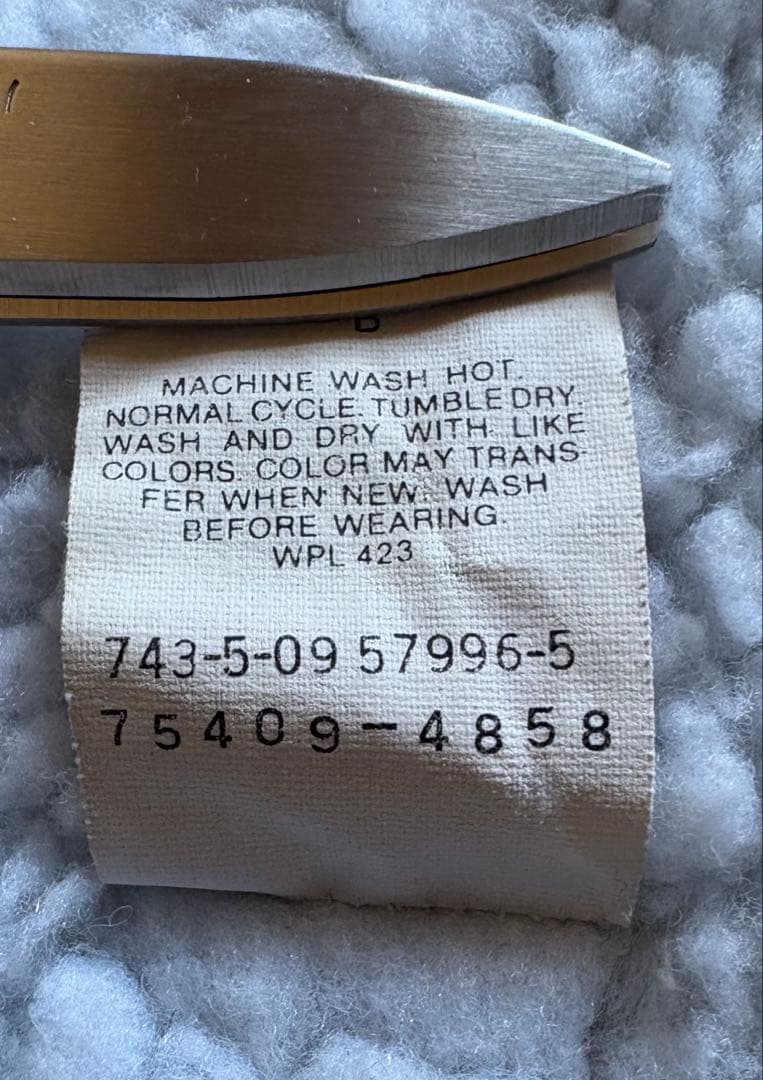 B
MACHINE WASH HOT.
NORMAL CYCLE. TUMBLE DRY.
WASH AND DRY WITH LIKE
COLORS. COLOR MAY TRANS-
FER WHEN NEW. WASH
BEFORE WEARING.
WPL 423
743-5-09 57996-5
75409-4858